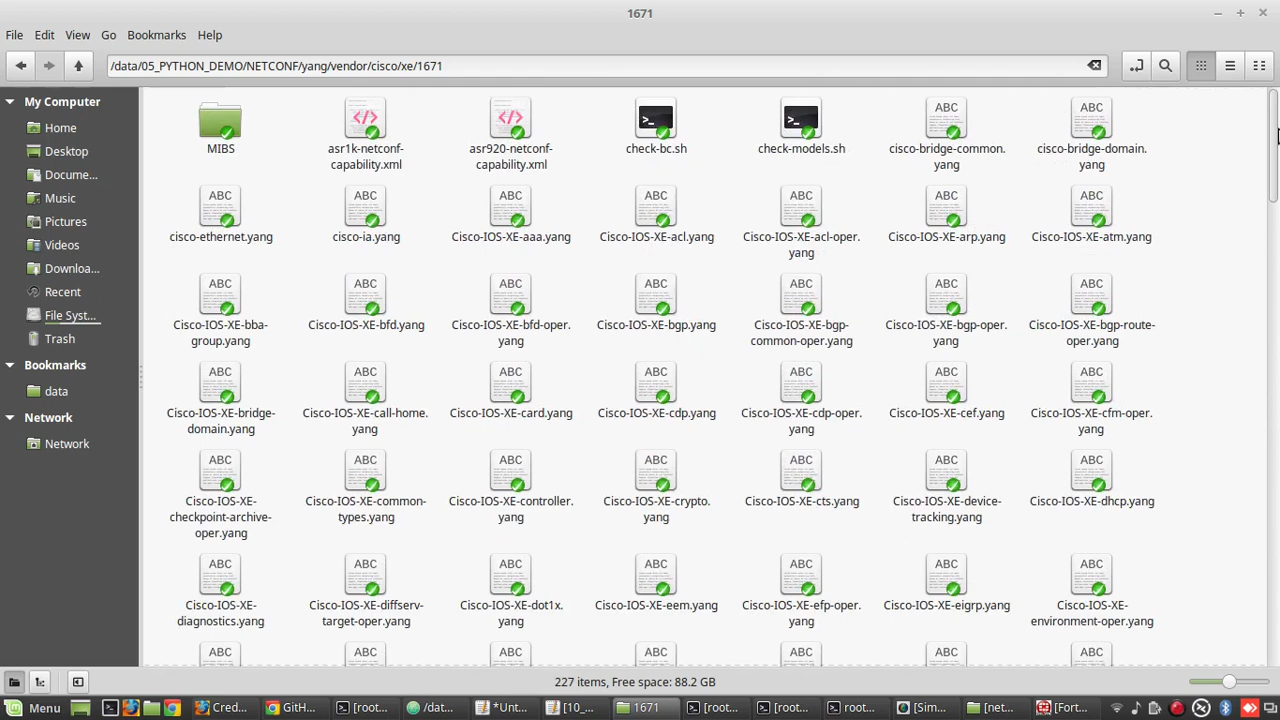 1671
File Edit View Go Bookmarks Help
/data/05_PYTHON_DEMO/NETCONF/yang/vendor/cisco/xe/1671
My Computer
Home
Desktop
Docume...
Music
Pictures
Videos
Downloa...
Recent
File Syst...
Trash
Bookmarks
data
Network
Network
MIBS
asr1k-netconf-
capability.xml
asr920-netconf-
capability.xml
check-bc.sh
check-models.sh
cisco-bridge-common.
yang
cisco-bridge-domain.
yang
cisco-ethernet.yang
cisco-ia.yang
Cisco-IOS-XE-aaa.yang
Cisco-IOS-XE-acl.yang
Cisco-IOS-XE-acl-oper.
yang
Cisco-IOS-XE-arp.yang
Cisco-IOS-XE-atm.yang
Cisco-IOS-XE-bba-
group.yang
Cisco-IOS-XE-bfd.yang
Cisco-IOS-XE-bfd-oper.
yang
Cisco-IOS-XE-bgp.yang
Cisco-IOS-XE-bgp-
common-oper.yang
Cisco-IOS-XE-bgp-oper.
yang
Cisco-IOS-XE-bgp-route-
oper.yang
Cisco-IOS-XE-bridge-
domain.yang
Cisco-IOS-XE-call-home.
yang
Cisco-IOS-XE-card.yang
Cisco-IOS-XE-cdp.yang
Cisco-IOS-XE-cdp-oper.
yang
Cisco-IOS-XE-cef.yang
Cisco-IOS-XE-cfm-oper.
yang
Cisco-IOS-XE-
checkpoint-archive-
oper.yang
Cisco-IOS-XE-common-
types.yang
Cisco-IOS-XE-controller.
yang
Cisco-IOS-XE-crypto.
yang
Cisco-IOS-XE-cts.yang
Cisco-IOS-XE-device-
tracking.yang
Cisco-IOS-XE-dhcp.yang
Cisco-IOS-XE-
diagnostics.yang
Cisco-IOS-XE-diffserv-
target-oper.yang
Cisco-IOS-XE-dot1x.
yang
Cisco-IOS-XE-eem.yang
Cisco-IOS-XE-efp-oper.
yang
Cisco-IOS-XE-eigrp.yang
Cisco-IOS-XE-
environment-oper.yang
227 items, Free space: 88.2 GB
Menu Cred... GitH... [root... /dat... *Unt... [10_... 1671 [root... [root... root... [Sim... [net... [Fort...